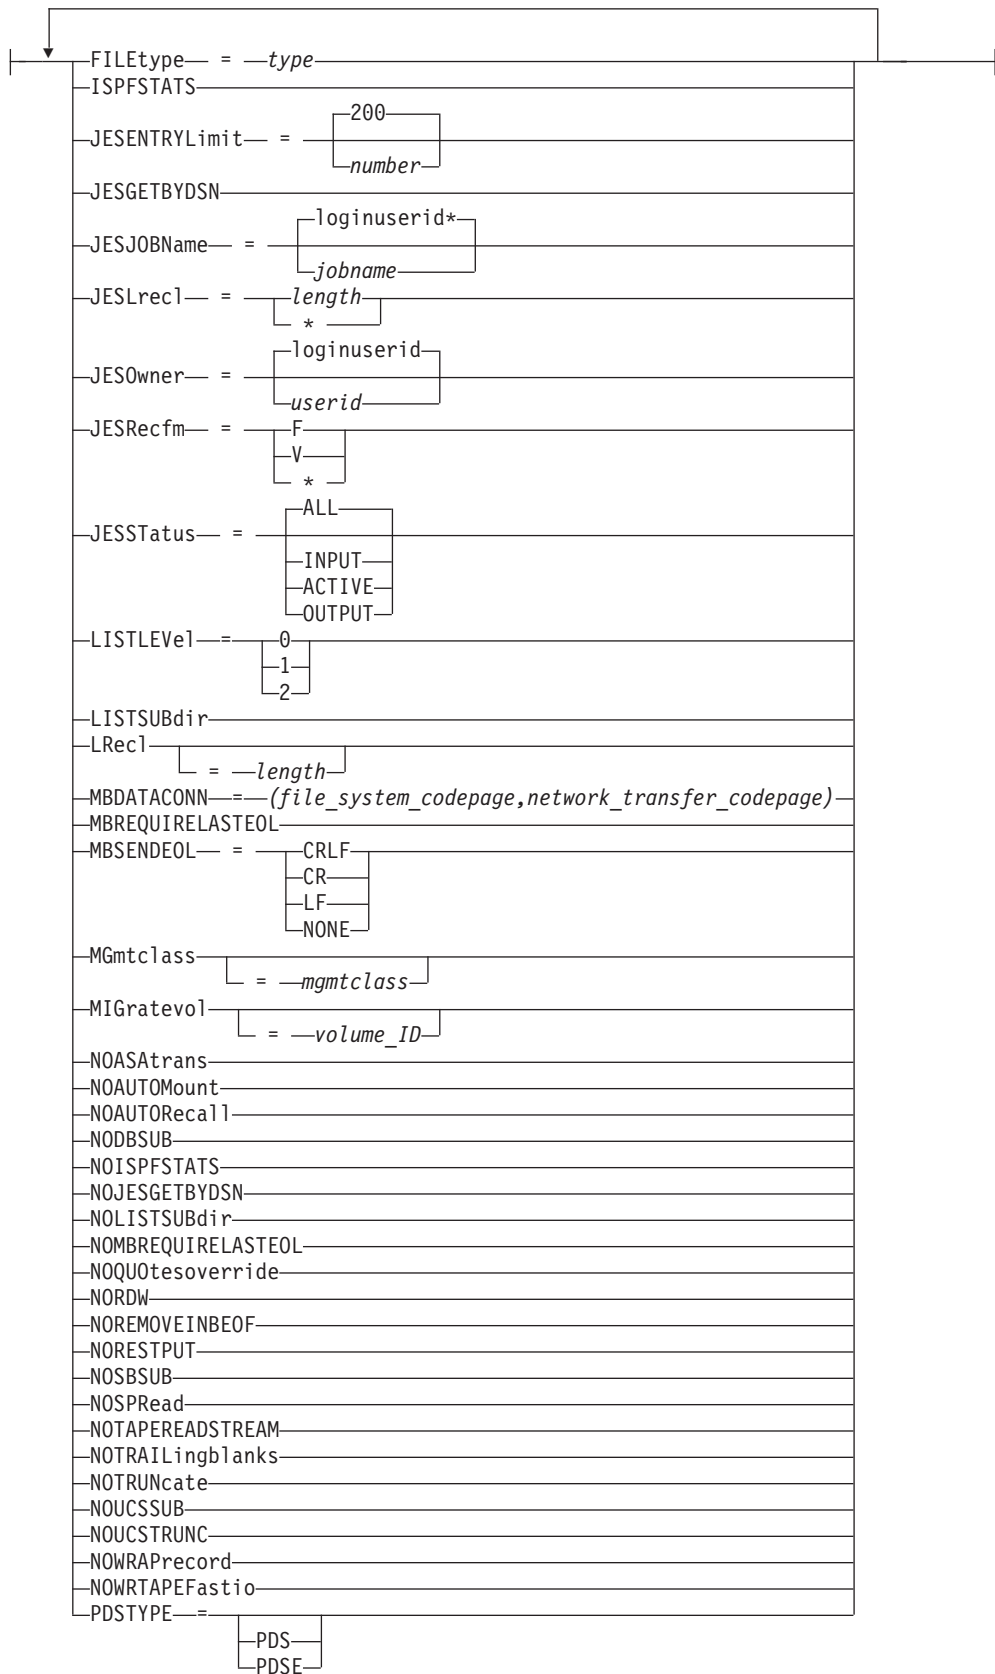 FILEtype = type
ISPFSTATS
200
JESENTRYLimit =
number
JESGETBYDSN
loginuserid*
JESJOBName =
jobname
JESLrecl = length
*
loginuserid
JESOwner =
userid
JESRecfm = F
V
*
ALL
JESSTatus =
INPUT
ACTIVE
OUTPUT
LISTLEVel = 0
1
2
LISTSUBdir
LRecl
= length
MBDATACONN = (file_system_codepage,network_transfer_codepage)
MBREQUIRELASTEOL
MBSENDEOL = CRLF
CR
LF
NONE
MGmtclass
= mgmtclass
MIGratevol
= volume_ID
NOASAtrans
NOAUTOMount
NOAUTORecall
NODBSUB
NOISPFSTATS
NOJESGETBYDSN
NOLISTSUBdir
NOMBREQUIRELASTEOL
NOQUOtesoverride
NORDW
NOREMOVEINBEOF
NORESTPUT
NOSBSUB
NOSPRead
NOTAPEREADSTREAM
NOTRAILingblanks
NOTRUNcate
NOUCSSUB
NOUCSTRUNC
NOWRAPrecord
NOWRTAPEFastio
PDSTYPE =
PDS
PDSE